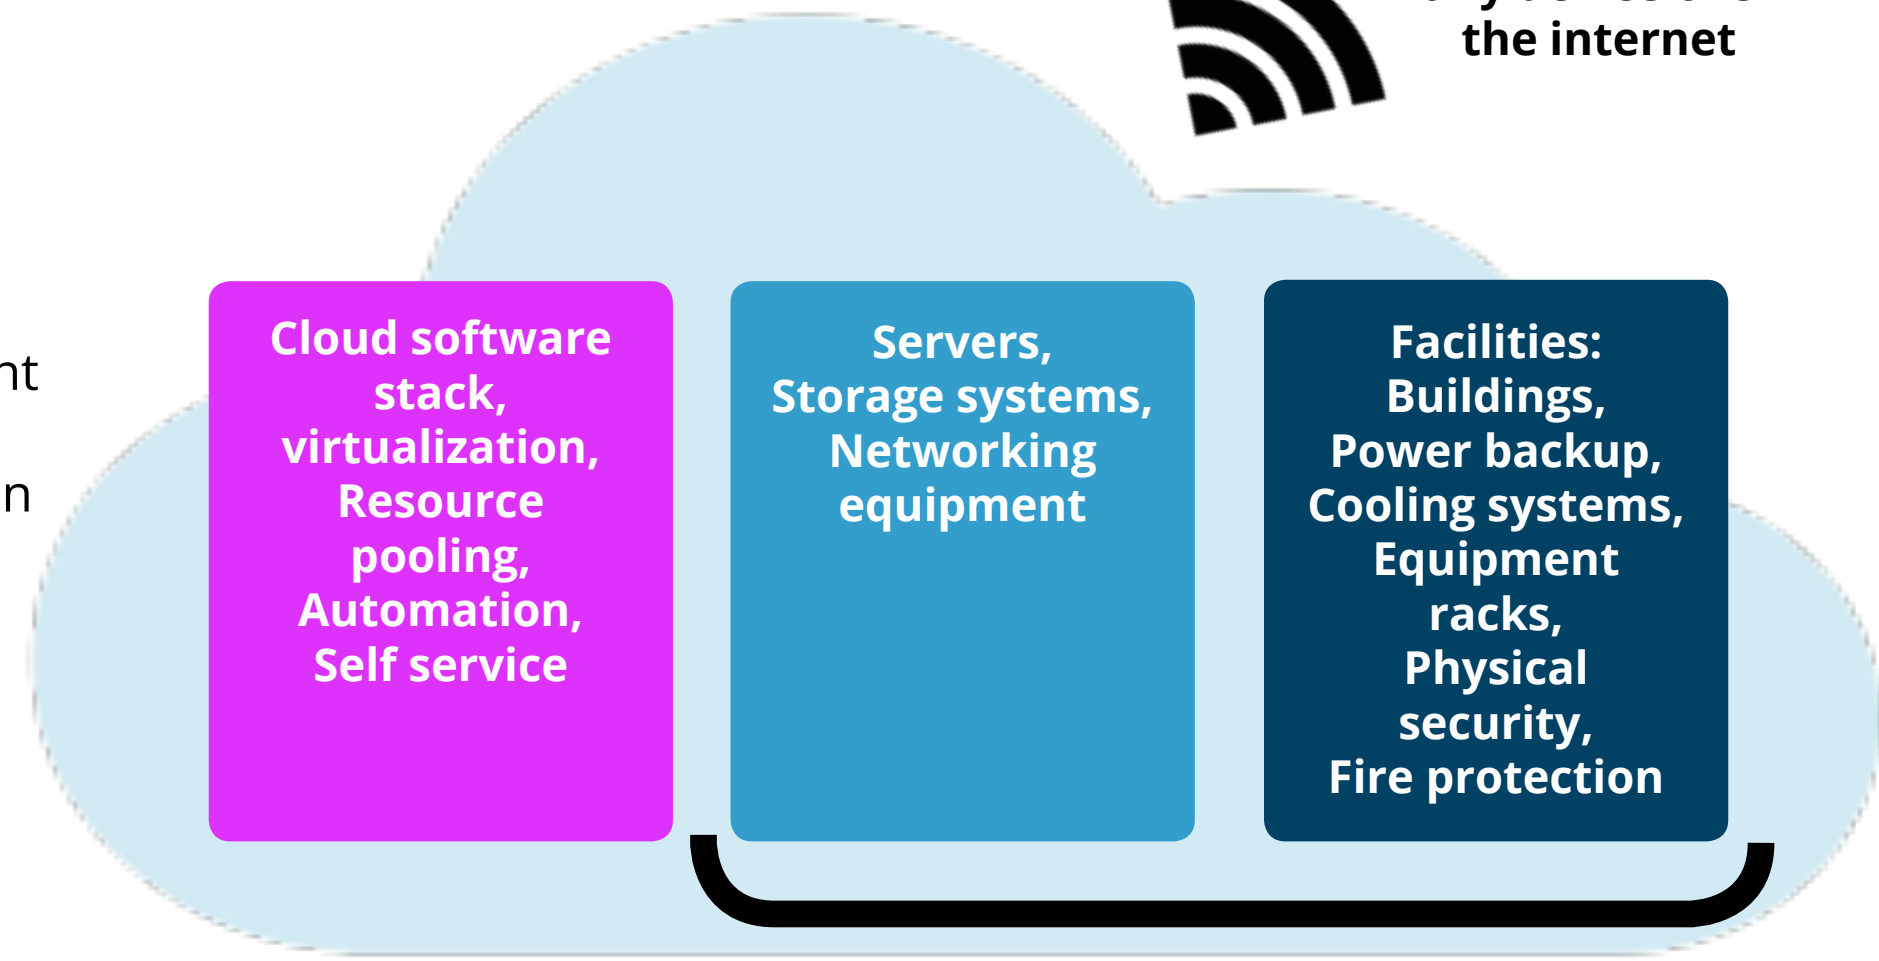 the internet
Cloud software
stack,
virtualization,
Resource
pooling,
Automation,
Self service
Servers,
Storage systems,
Networking
equipment
Facilities:
Buildings,
Power backup,
Cooling systems,
Equipment
racks,
Physical
security,
Fire protection